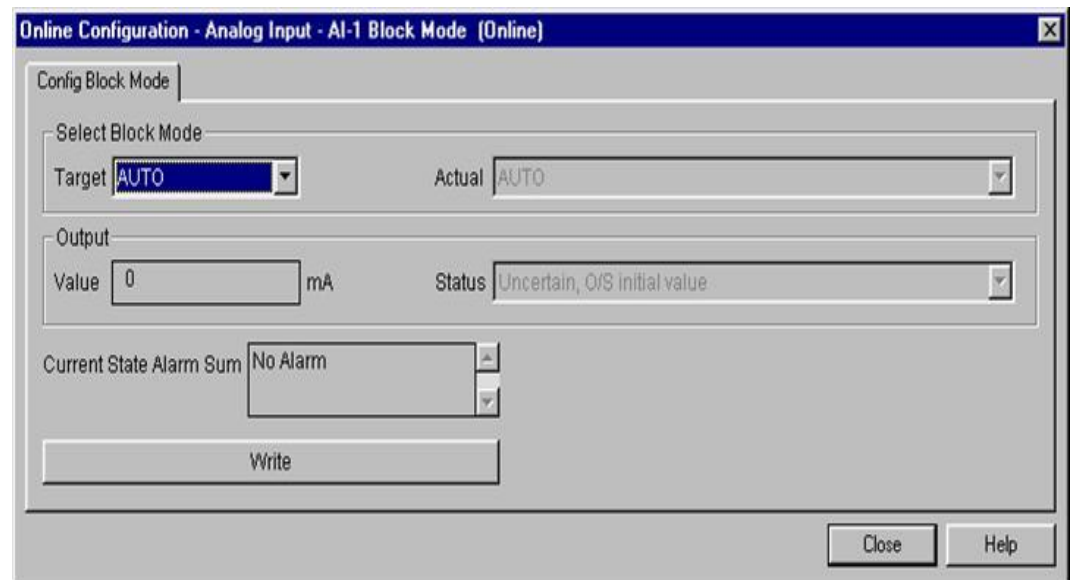 Online Configuration - Analog Input - AI-1 Block Mode (Online)
Config Block Mode
Select Block Mode
Target AUTO Actual AUTO
Output
Value 0 mA Status Uncertain, O/S initial value
Current State Alarm Sum No Alarm
Write
Close Help